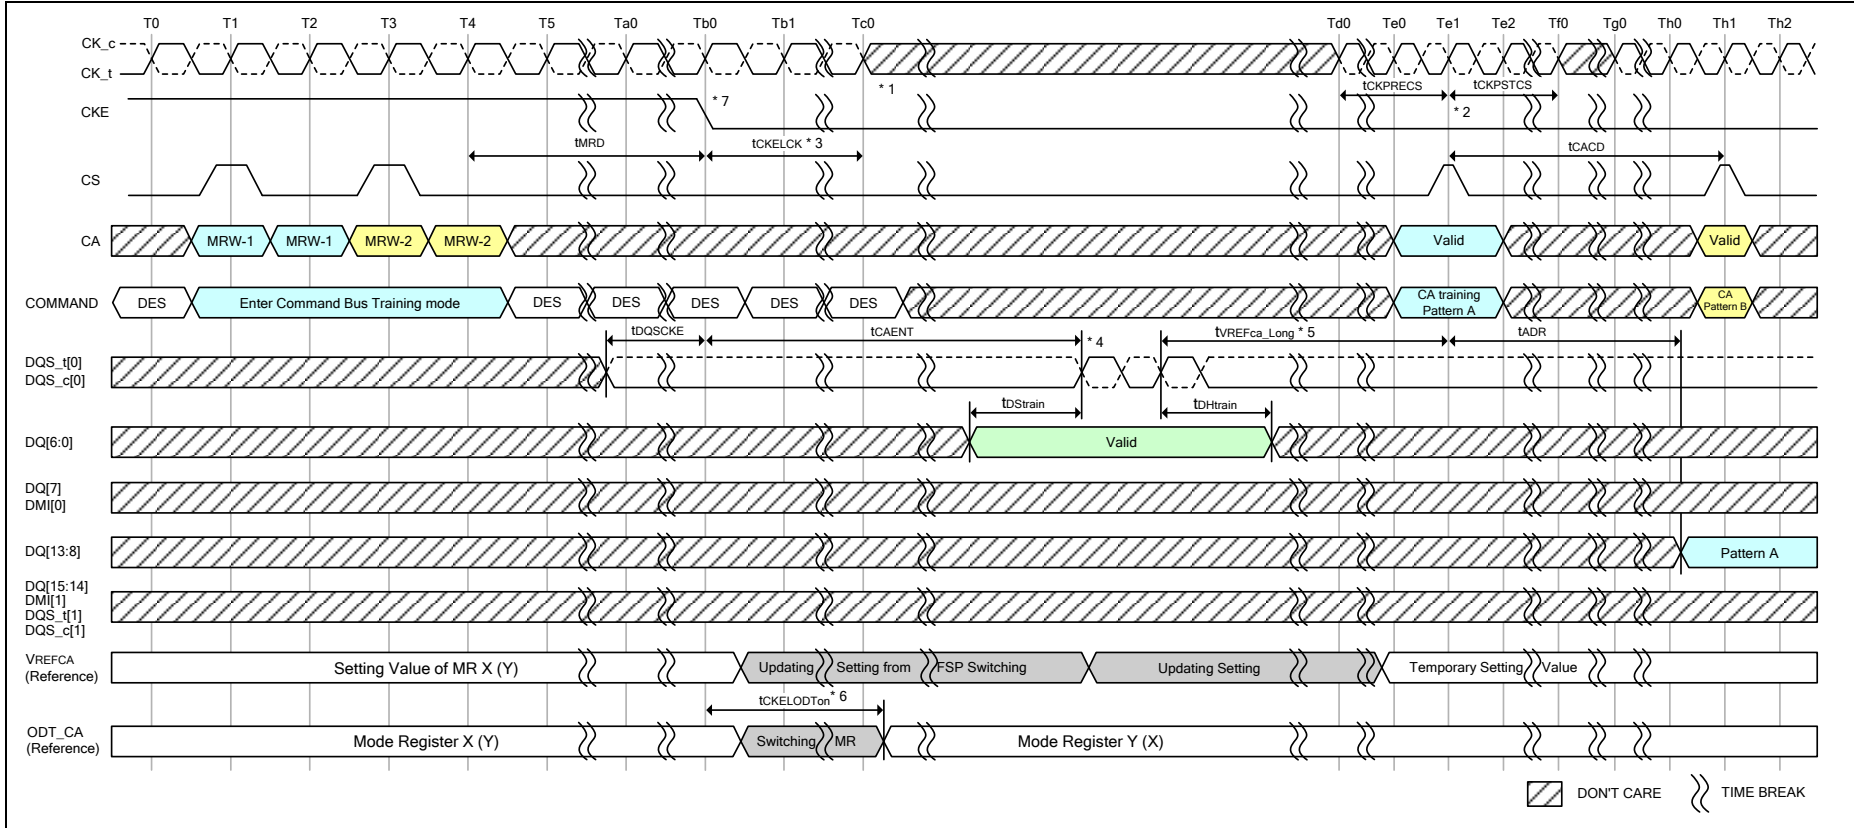 T0 T1 T2 T3 T4 T5 Ta0 Tb0 Tb1 Tc0 Td0 Te0 Te1 Te2 Tf0 Tg0 Th0 Th1 Th2
CK_c
CK_t
* 1
tCKPRECS tCKPSTCS
CKE
* 7
* 2
tMRD tCKELCK * 3 tCACD
CS
CA MRW-1 MRW-1 MRW-2 MRW-2 Valid Valid
COMMAND DES Enter Command Bus Training mode DES DES DES DES DES
CA training
Pattern A
CA
Pattern B
tDQSCKE tCAENT * 4 tVREFca_Long * 5 tADR
DQS_t[0]
DQS_c[0]
tDStrain tDHtrain
DQ[6:0] Valid
DQ[7]
DMI[0]
DQ[13:8] Pattern A
DQ[15:14]
DMI[1]
DQS_t[1]
DQS_c[1]
VREFCA
(Reference)
Setting Value of MR X (Y) Updating Setting from FSP Switching Updating Setting Temporary Setting Value
tCKELODTon * 6
ODT_CA
(Reference)
Mode Register X (Y) Switching MR Mode Register Y (X)
DON'T CARE TIME BREAK